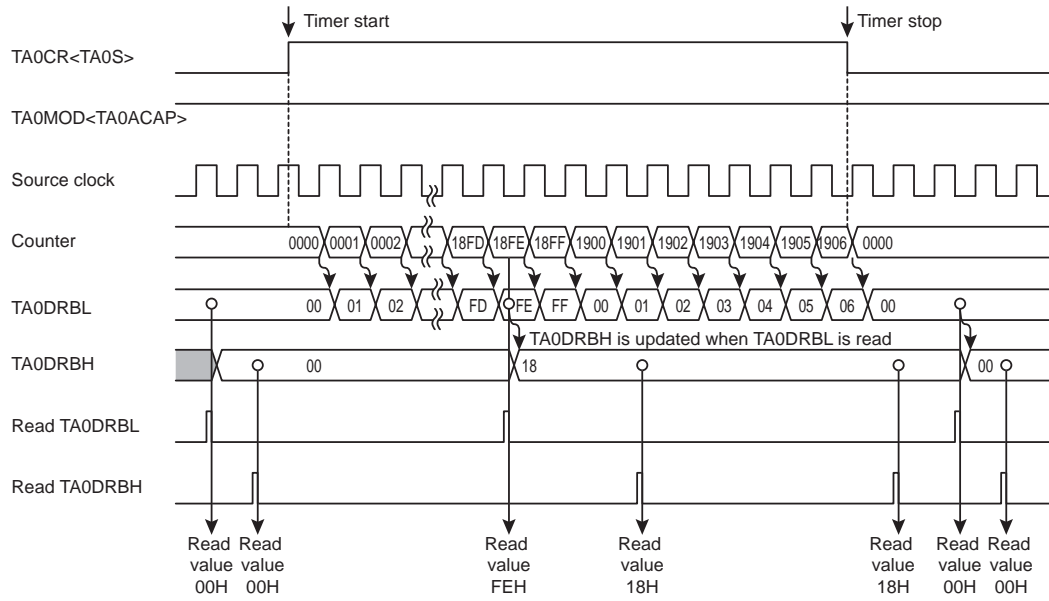 Timer start
Timer stop
TA0CR<TA0S>
TA0MOD<TA0ACAP>
Source clock
Counter
0000 0001 0002 18FD 18FE 18FF 1900 1901 1902 1903 1904 1905 1906 0000
TA0DRBL
00 01 02 FD FE FF 00 01 02 03 04 05 06 00
TA0DRBH is updated when TA0DRBL is read
TA0DRBH
00 18 00
Read TA0DRBL
Read TA0DRBH
Read Read Read Read Read Read Read
value value value value value value value
00H 00H FEH 18H 18H 00H 00H